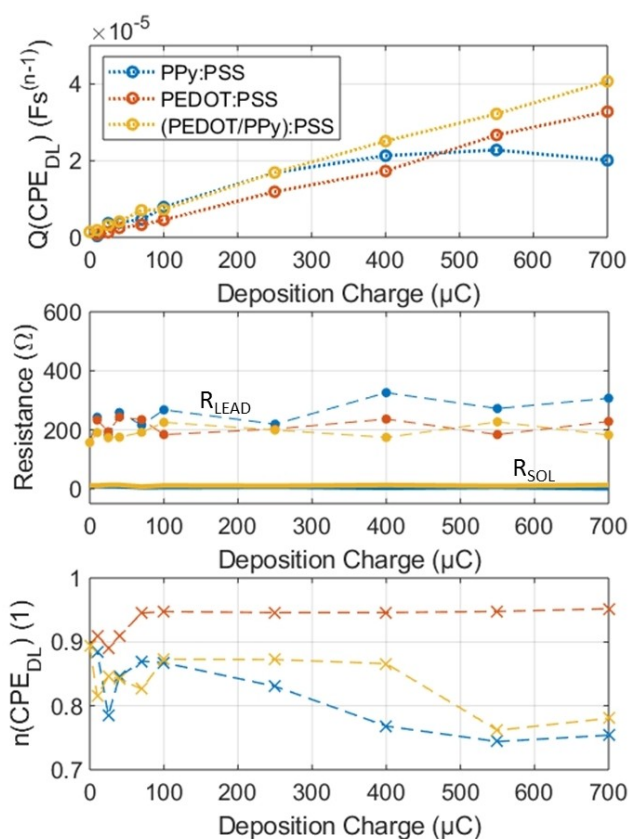 ×10⁻⁵
4
2
0
Q(CPE_DL) (Fs^(n-1))
PPy:PSS
PEDOT:PSS
(PEDOT/PPy):PSS
0 100 200 300 400 500 600 700
Deposition Charge (μC)
600
400
200
0
Resistance (Ω)
R_LEAD
R_SOL
0 100 200 300 400 500 600 700
Deposition Charge (μC)
1
0.9
0.8
0.7
n(CPE_DL) (1)
0 100 200 300 400 500 600 700
Deposition Charge (μC)